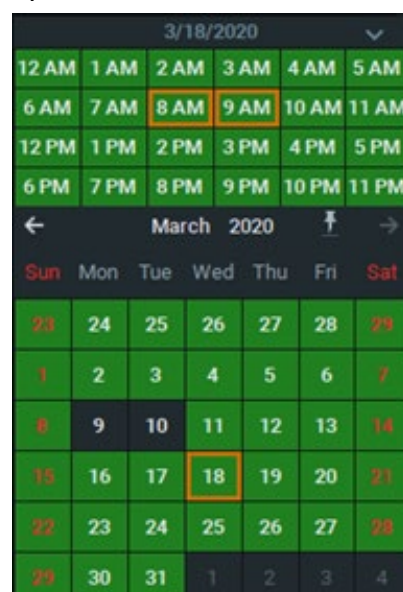 3/18/2020
12 AM 1 AM 2 AM 3 AM 4 AM 5 AM
6 AM 7 AM 8 AM 9 AM 10 AM 11 AM
12 PM 1 PM 2 PM 3 PM 4 PM 5 PM
6 PM 7 PM 8 PM 9 PM 10 PM 11 PM
March 2020
Sun Mon Tue Wed Thu Fri Sat
23 24 25 26 27 28 29
1 2 3 4 5 6 7
8 9 10 11 12 13 14
15 16 17 18 19 20 21
22 23 24 25 26 27 28
29 30 31 1 2 3 4